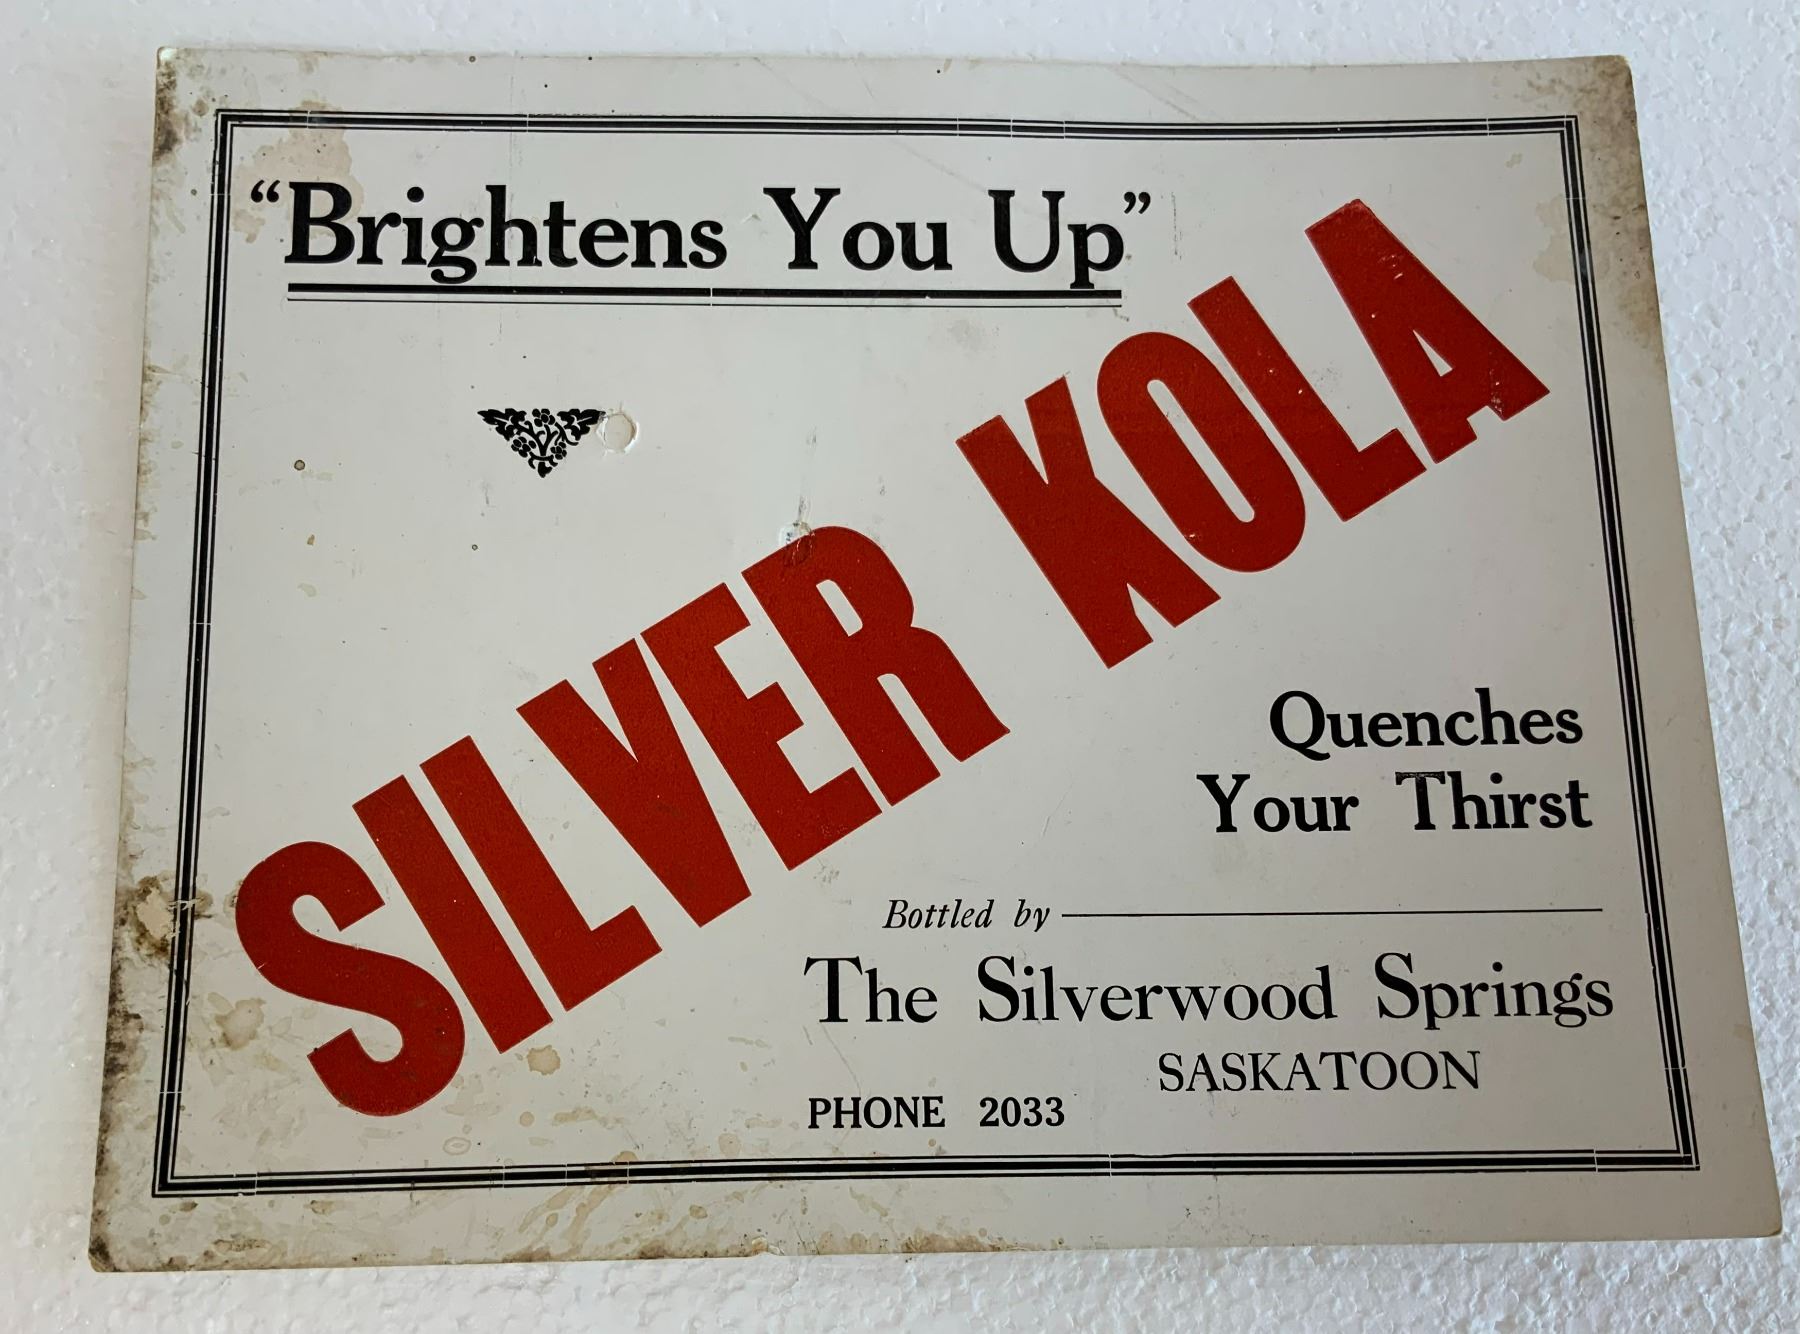 “Brightens You Up”
SILVER KOLA
Quenches
Your Thirst
Bottled by
The Silverwood Springs
SASKATOON
PHONE 2033